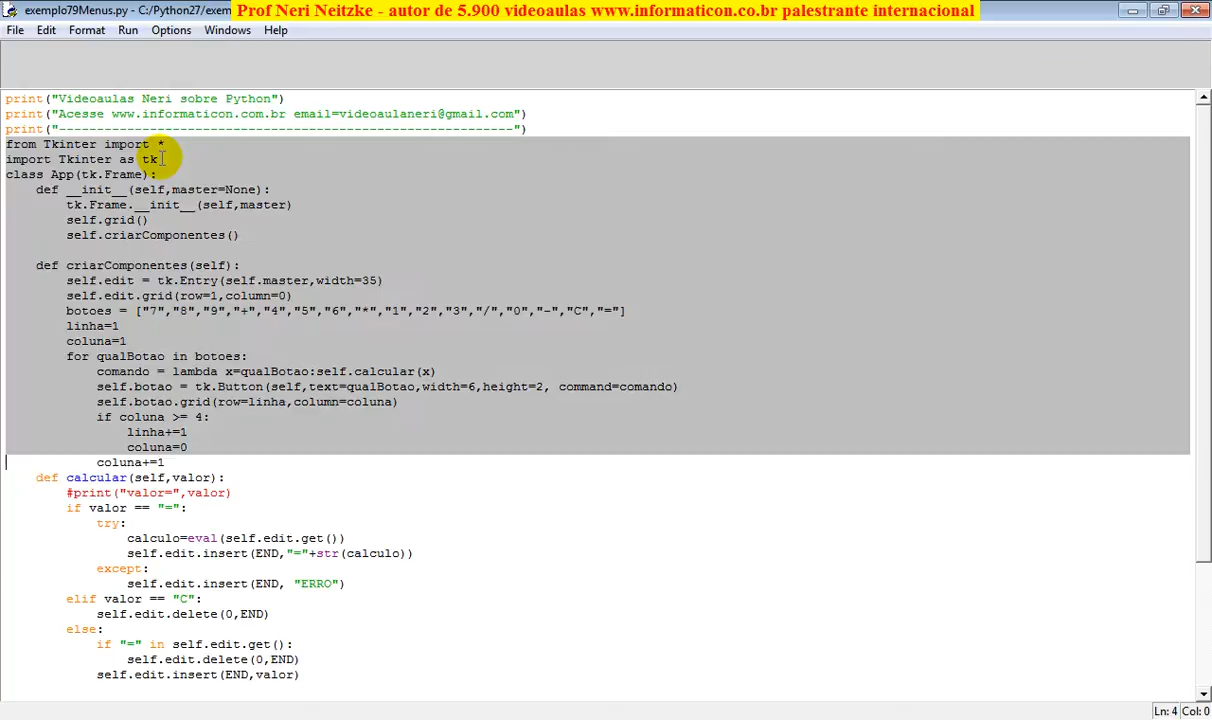 exemplo79Menus.py - C:/Python27/exem
Prof Neri Neitzke - autor de 5.900 videoaulas www.informaticon.co.br palestrante internacional
File Edit Format Run Options Windows Help
print("Videoaulas Neri sobre Python")
print("Acesse www.informaticon.com.br email=videoaulaneri@gmail.com")
print("------------------------------------------------------------")
from Tkinter import *
import Tkinter as tk
class App(tk.Frame):
    def __init__(self,master=None):
        tk.Frame.__init__(self,master)
        self.grid()
        self.criarComponentes()
    def criarComponentes(self):
        self.edit = tk.Entry(self.master,width=35)
        self.edit.grid(row=1,column=0)
        botoes = ["7","8","9","+","4","5","6","*","1","2","3","/","0","-","C","="]
        linha=1
        coluna=1
        for qualBotao in botoes:
            comando = lambda x=qualBotao:self.calcular(x)
            self.botao = tk.Button(self,text=qualBotao,width=6,height=2, command=comando)
            self.botao.grid(row=linha,column=coluna)
            if coluna >= 4:
                linha+=1
                coluna=0
            coluna+=1
    def calcular(self,valor):
        #print("valor=",valor)
        if valor == "=":
            try:
                calculo=eval(self.edit.get())
                self.edit.insert(END,"="+str(calculo))
            except:
                self.edit.insert(END, "ERRO")
        elif valor == "C":
            self.edit.delete(0,END)
        else:
            if "=" in self.edit.get():
                self.edit.delete(0,END)
            self.edit.insert(END,valor)
Ln: 4 Col: 0